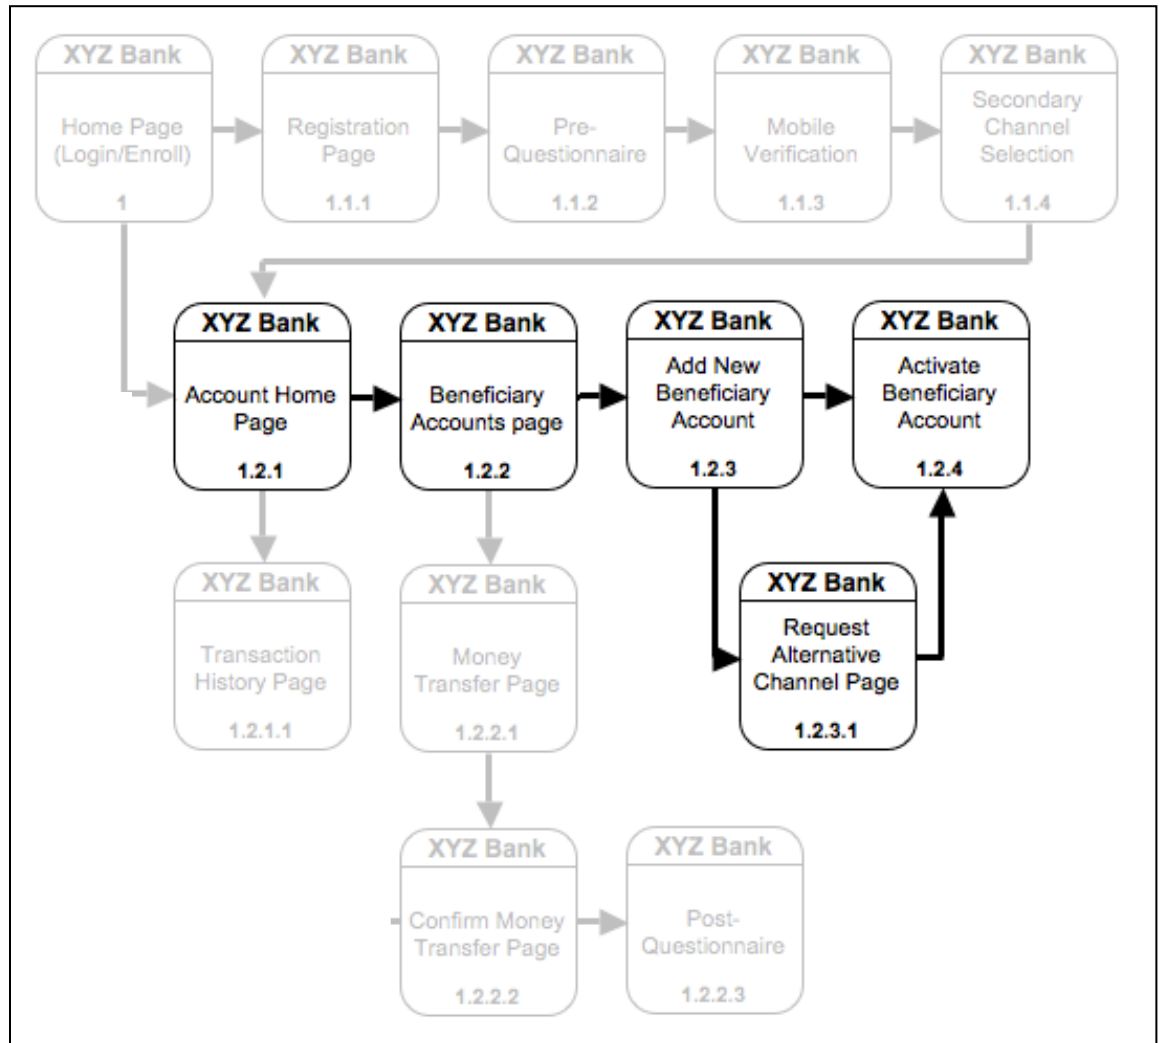 XYZ Bank
Home Page
(Login/Enroll)
1
XYZ Bank
Registration
Page
1.1.1
XYZ Bank
Pre-
Questionnaire
1.1.2
XYZ Bank
Mobile
Verification
1.1.3
XYZ Bank
Secondary
Channel
Selection
1.1.4
XYZ Bank
Account Home
Page
1.2.1
XYZ Bank
Beneficiary
Accounts page
1.2.2
XYZ Bank
Add New
Beneficiary
Account
1.2.3
XYZ Bank
Activate
Beneficiary
Account
1.2.4
XYZ Bank
Transaction
History Page
1.2.1.1
XYZ Bank
Money
Transfer Page
1.2.2.1
XYZ Bank
Request
Alternative
Channel Page
1.2.3.1
XYZ Bank
Confirm Money
Transfer Page
1.2.2.2
XYZ Bank
Post-
Questionnaire
1.2.2.3